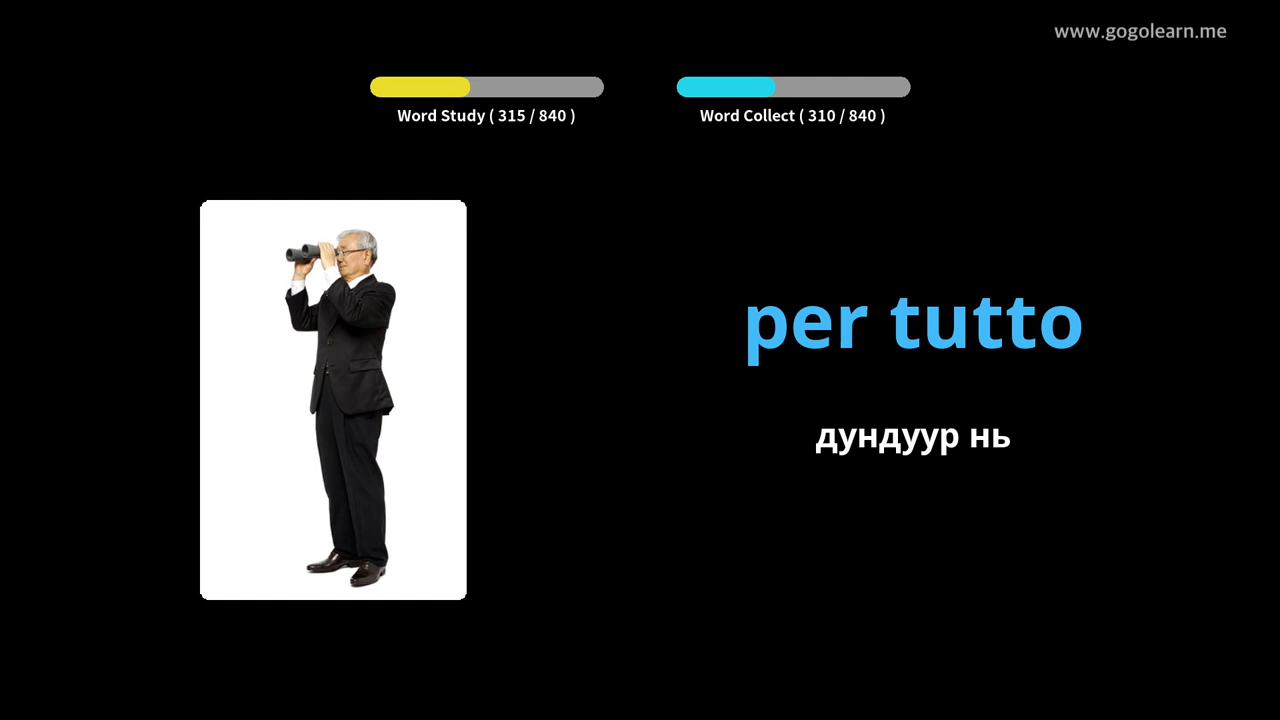 www.gogolearn.me
Word Study ( 315 / 840 )
Word Collect ( 310 / 840 )
per tutto
дундуур нь